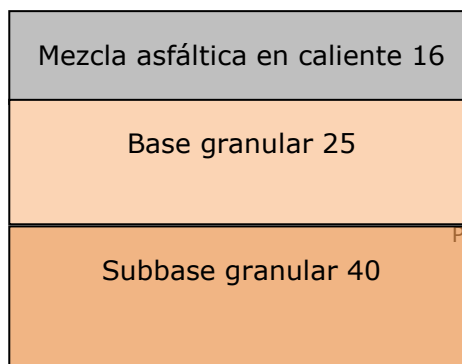 Mezcla asfáltica en caliente 16
Base granular 25
P
Subbase granular 40